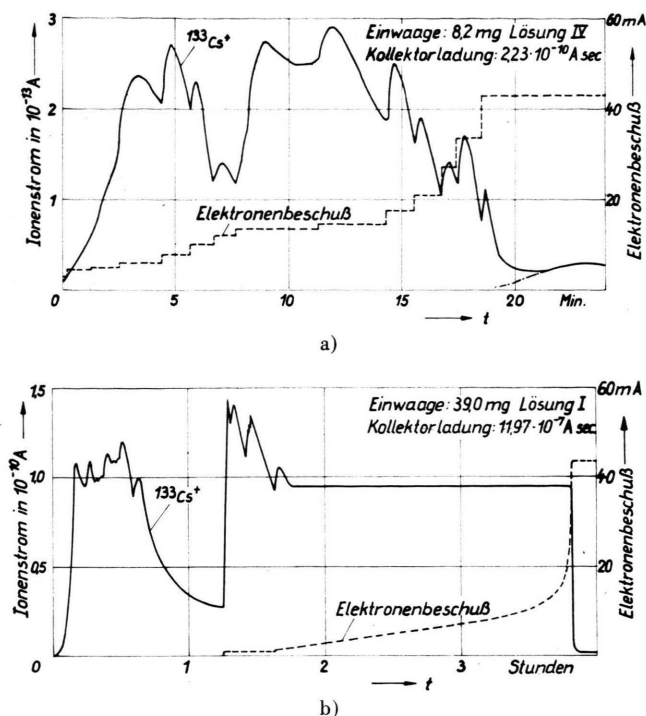 a
3
2
1
0
Ionenstrom in 10⁻¹³A
¹³³Cs⁺
Einwaage: 8,2 mg Lösung IV
Kollektorladung: 2,23·10⁻¹⁰ A sec
60 mA
40
20
Elektronenbeschuß
Elektronenbeschuß
0
5
10
15
20
Min.
t
a)
b
1,5
1,0
0,5
0
Ionenstrom in 10⁻¹⁰A
¹³³Cs⁺
Einwaage: 39,0 mg Lösung I
Kollektorladung: 11,97·10⁻⁷ A sec
60 mA
40
20
Elektronenbeschuß
Elektronenbeschuß
1
2
3
Stunden
t
b)